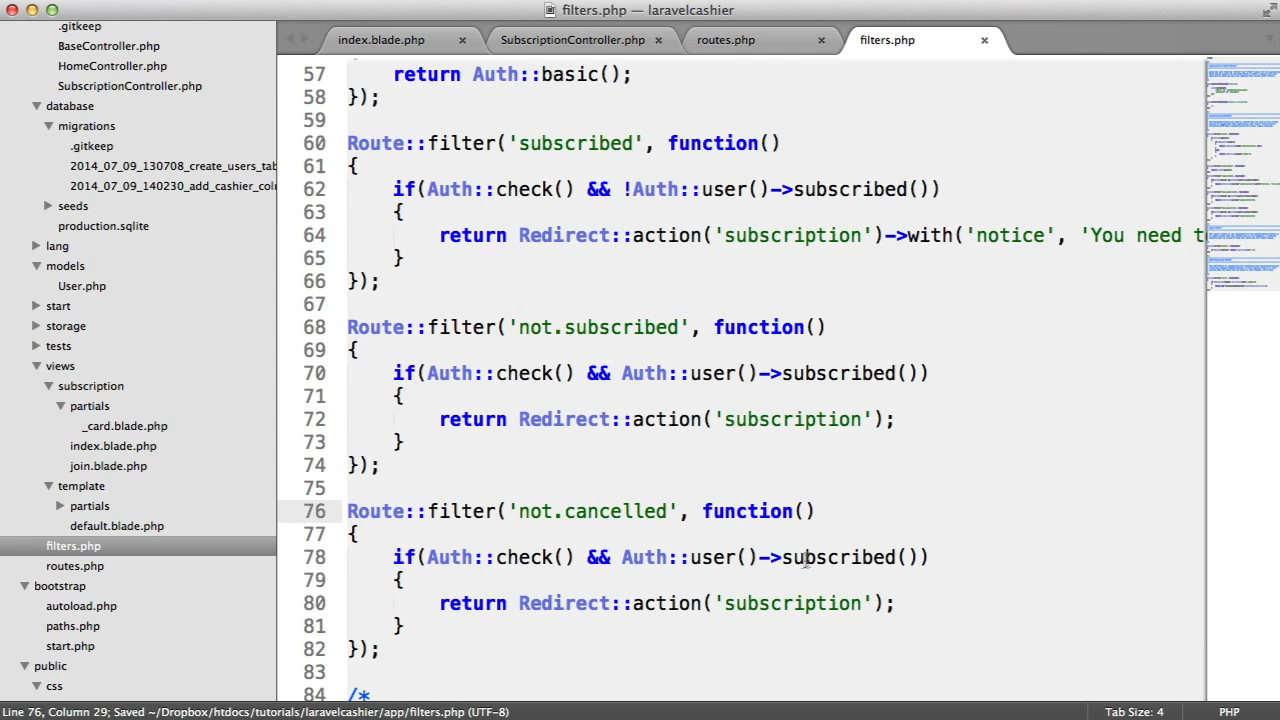 filters.php — laravelcashier
index.blade.php × SubscriptionController.php × routes.php × filters.php ×
.gitkeep
BaseController.php
HomeController.php
SubscriptionController.php
database
migrations
.gitkeep
2014_07_09_130708_create_users_tab
2014_07_09_140230_add_cashier_colu
seeds
production.sqlite
lang
models
User.php
start
storage
tests
views
subscription
partials
_card.blade.php
index.blade.php
join.blade.php
template
partials
default.blade.php
filters.php
routes.php
bootstrap
autoload.php
paths.php
start.php
public
css
57 return Auth::basic();
58 });
59
60 Route::filter('subscribed', function()
61 {
62 if(Auth::check() && !Auth::user()->subscribed())
63 {
64 return Redirect::action('subscription')->with('notice', 'You need t
65 }
66 });
67
68 Route::filter('not.subscribed', function()
69 {
70 if(Auth::check() && Auth::user()->subscribed())
71 {
72 return Redirect::action('subscription');
73 }
74 });
75
76 Route::filter('not.cancelled', function()
77 {
78 if(Auth::check() && Auth::user()->subscribed())
79 {
80 return Redirect::action('subscription');
81 }
82 });
83
84 /*
Line 76, Column 29; Saved ~/Dropbox/htdocs/tutorials/laravelcashier/app/filters.php (UTF-8) Tab Size: 4 PHP